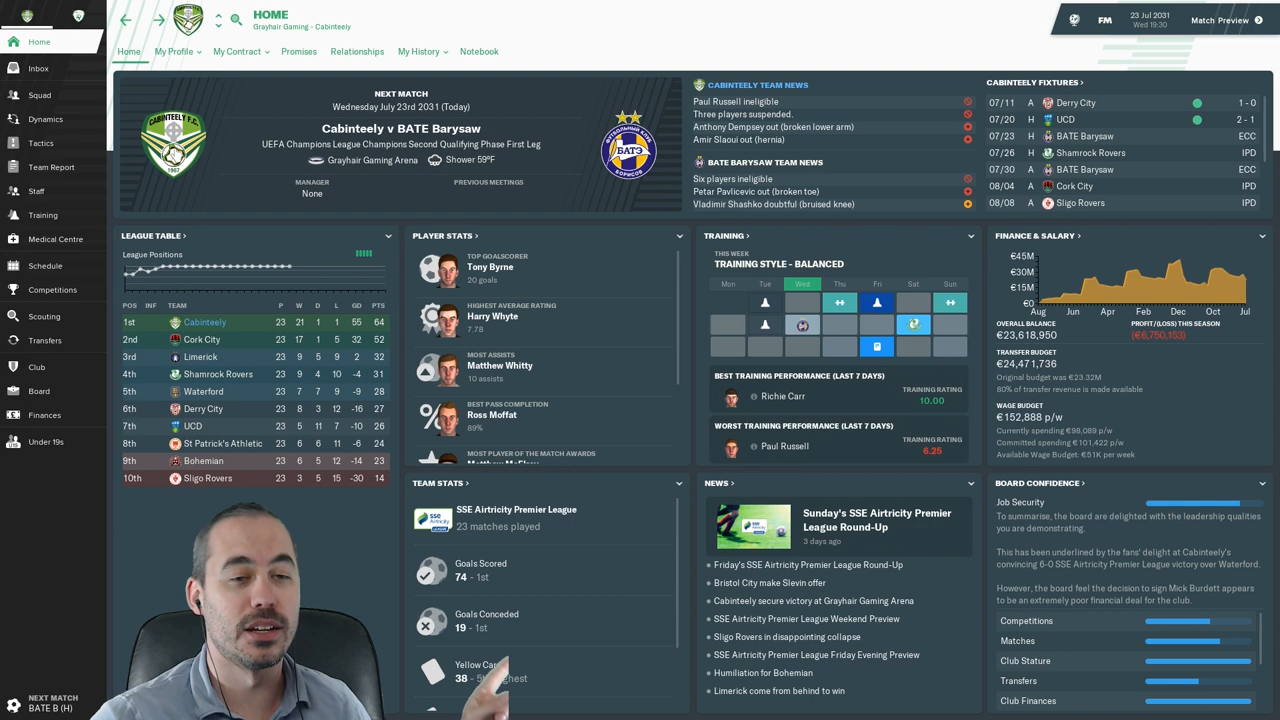 HOME
Grayhair Gaming - Cabinteely
FM
23 Jul 2031
Wed 19:30
Match Preview
Home
My Profile
My Contract
Promises
Relationships
My History
Notebook
Home
Inbox
Squad
Dynamics
Tactics
Team Report
Staff
Training
Medical Centre
Schedule
Competitions
Scouting
Transfers
Club
Board
Finances
Under 19s
NEXT MATCH
BATE B (H)
CABINTEELY F.C.
1967
NEXT MATCH
Wednesday July 23rd 2031 (Today)
Cabinteely v BATE Barysaw
UEFA Champions League Champions Second Qualifying Phase First Leg
Grayhair Gaming Arena
Shower 59ºF
MANAGER
None
PREVIOUS MEETINGS
БАТЭ
CABINTEELY TEAM NEWS
Paul Russell ineligible
Three players suspended.
Anthony Dempsey out (broken lower arm)
Amir Slaoui out (hernia)
BATE BARYSAW TEAM NEWS
Six players ineligible
Petar Pavlicevic out (broken toe)
Vladimir Shashko doubtful (bruised knee)
CABINTEELY FIXTURES >
07/11 A Derry City 1 - 0
07/20 H UCD 2 - 1
07/23 H BATE Barysaw ECC
07/26 H Shamrock Rovers IPD
07/30 A BATE Barysaw ECC
08/04 A Cork City IPD
08/08 A Sligo Rovers IPD
LEAGUE TABLE >
League Positions
POS INF TEAM P W D L GD PTS
1st Cabinteely 23 21 1 1 55 64
2nd Cork City 23 17 1 5 32 52
3rd Limerick 23 9 5 9 2 32
4th Shamrock Rovers 23 9 4 10 -4 31
5th Waterford 23 7 7 9 -9 28
6th Derry City 23 8 3 12 -16 27
7th UCD 23 5 11 7 -10 26
8th St Patrick's Athletic 23 6 6 11 -6 24
9th Bohemian 23 6 5 12 -14 23
10th Sligo Rovers 23 3 5 15 -30 14
PLAYER STATS >
TOP GOALSCORER
Tony Byrne
20 goals
HIGHEST AVERAGE RATING
Harry Whyte
7.78
MOST ASSISTS
Matthew Whitty
10 assists
BEST PASS COMPLETION
Ross Moffat
89%
MOST PLAYER OF THE MATCH AWARDS
TEAM STATS >
SSE Airtricity Premier League
23 matches played
Goals Scored
74 - 1st
Goals Conceded
19 - 1st
Yellow
38
TRAINING >
THIS WEEK
TRAINING STYLE - BALANCED
Mon Tue Wed Thu Fri Sat Sun
BEST TRAINING PERFORMANCE (LAST 7 DAYS)
Richie Carr
TRAINING RATING
10.00
WORST TRAINING PERFORMANCE (LAST 7 DAYS)
Paul Russell
TRAINING RATING
6.25
NEWS >
Sunday's SSE Airtricity Premier
League Round-Up
3 days ago
Friday's SSE Airtricity Premier League Round-Up
Bristol City make Slevin offer
Cabinteely secure victory at Grayhair Gaming Arena
SSE Airtricity Premier League Weekend Preview
Sligo Rovers in disappointing collapse
SSE Airtricity Premier League Friday Evening Preview
Humiliation for Bohemian
Limerick come from behind to win
FINANCE & SALARY >
€45M
€30M
€15M
€0
Aug Jun Apr Feb Dec Oct Jul
OVERALL BALANCE
€23,618,950
PROFIT/(LOSS) THIS SEASON
(€6,750,153)
TRANSFER BUDGET
€24,471,736
Original budget was €23.32M
80% of transfer revenue is made available
WAGE BUDGET
€152,888 p/w
Currently spending €98,089 p/w
Committed spending €101,422 p/w
Available Wage Budget: €51K per week
BOARD CONFIDENCE >
Job Security
To summarise, the board are delighted with the leadership qualities
you are demonstrating.
This has been underlined by the fans' delight at Cabinteely's
convincing 6-0 SSE Airtricity Premier League victory over Waterford.
However, the board feel the decision to sign Mick Burdett appears
to be an extremely poor financial deal for the club.
Competitions
Matches
Club Stature
Transfers
Club Finances